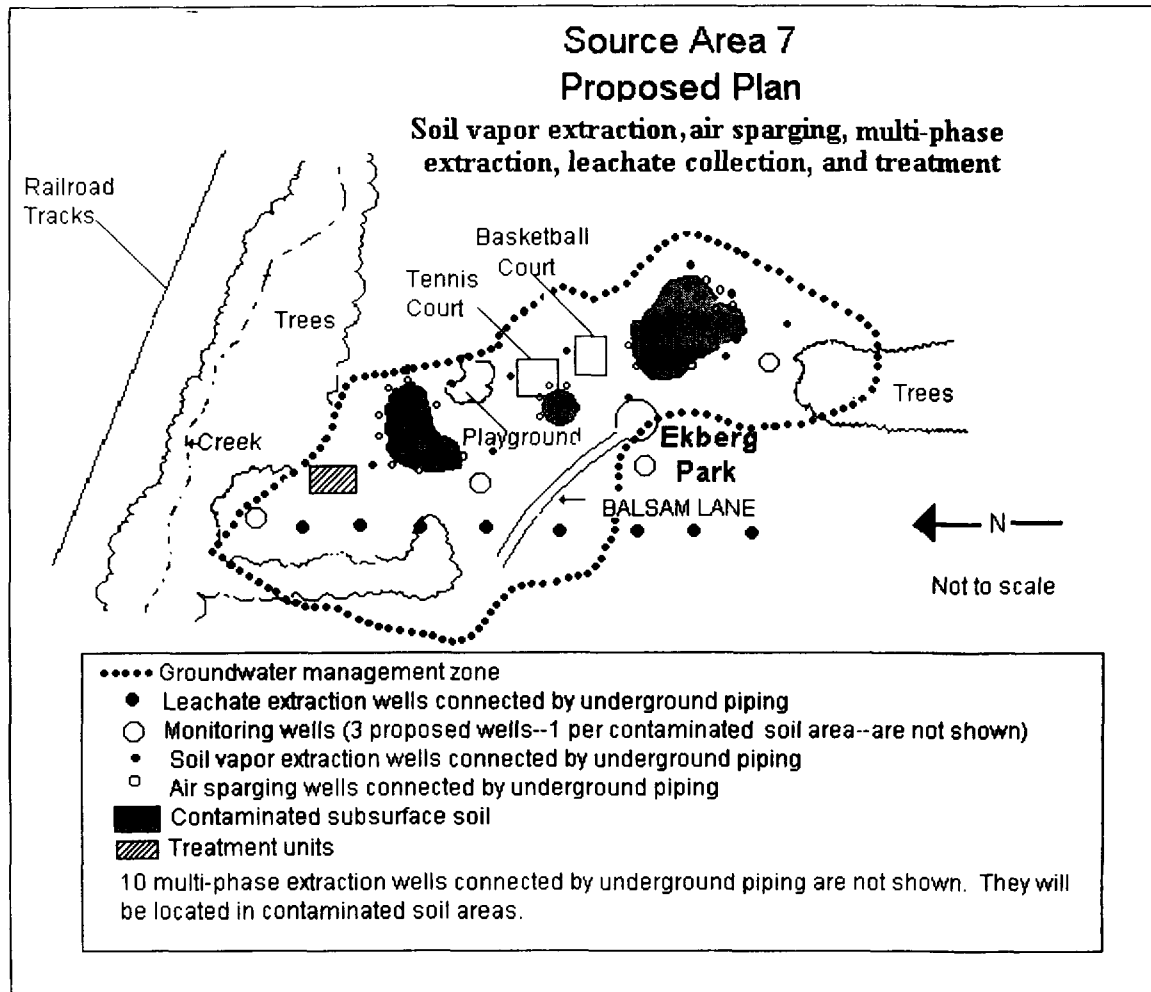 Source Area 7
Proposed Plan
Soil vapor extraction, air sparging, multi-phase
extraction, leachate collection, and treatment
Railroad
Tracks
Trees
Basketball
Court
Tennis
Court
Creek
Playground
Trees
Ekberg
Park
BALSAM LANE
N
Not to scale
Groundwater management zone
Leachate extraction wells connected by underground piping
Monitoring wells (3 proposed wells--1 per contaminated soil area--are not shown)
Soil vapor extraction wells connected by underground piping
Air sparging wells connected by underground piping
Contaminated subsurface soil
Treatment units
10 multi-phase extraction wells connected by underground piping are not shown. They will
be located in contaminated soil areas.